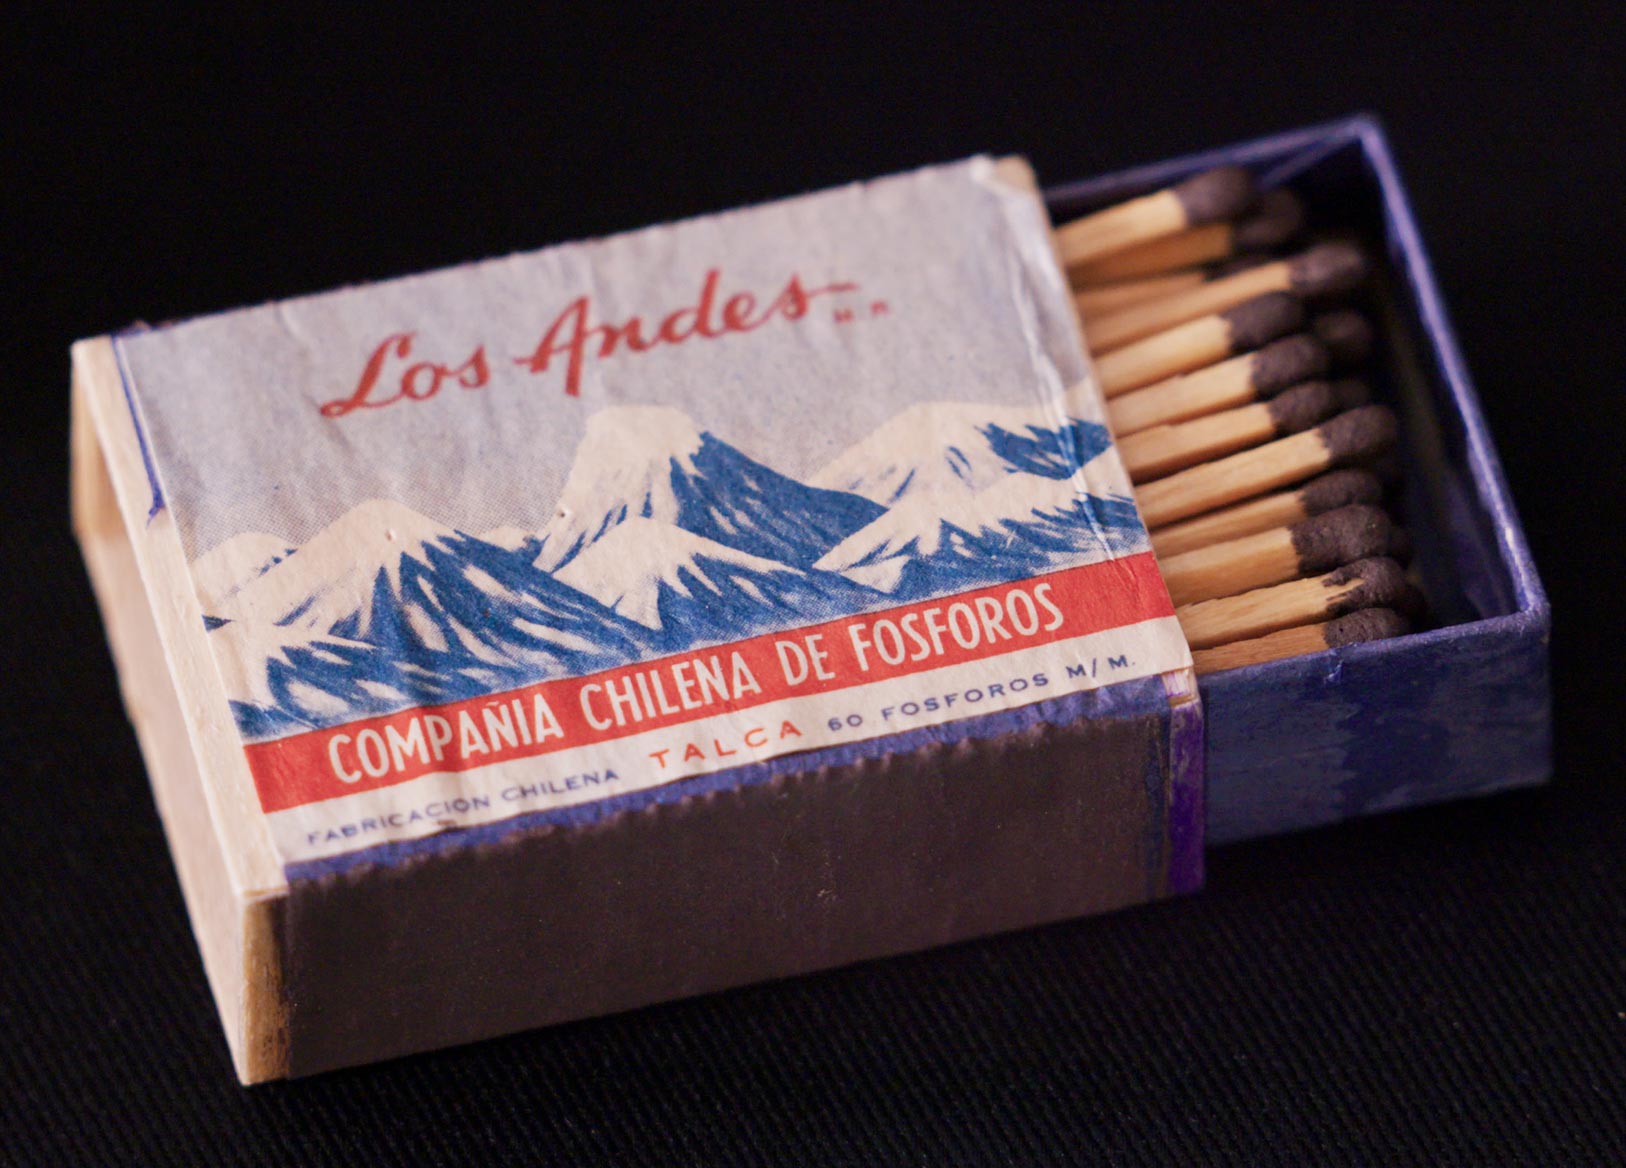 Los Andes M.R.
COMPAÑIA CHILENA DE FOSFOROS
FABRICACION CHILENA TALCA 60 FOSFOROS M/M.